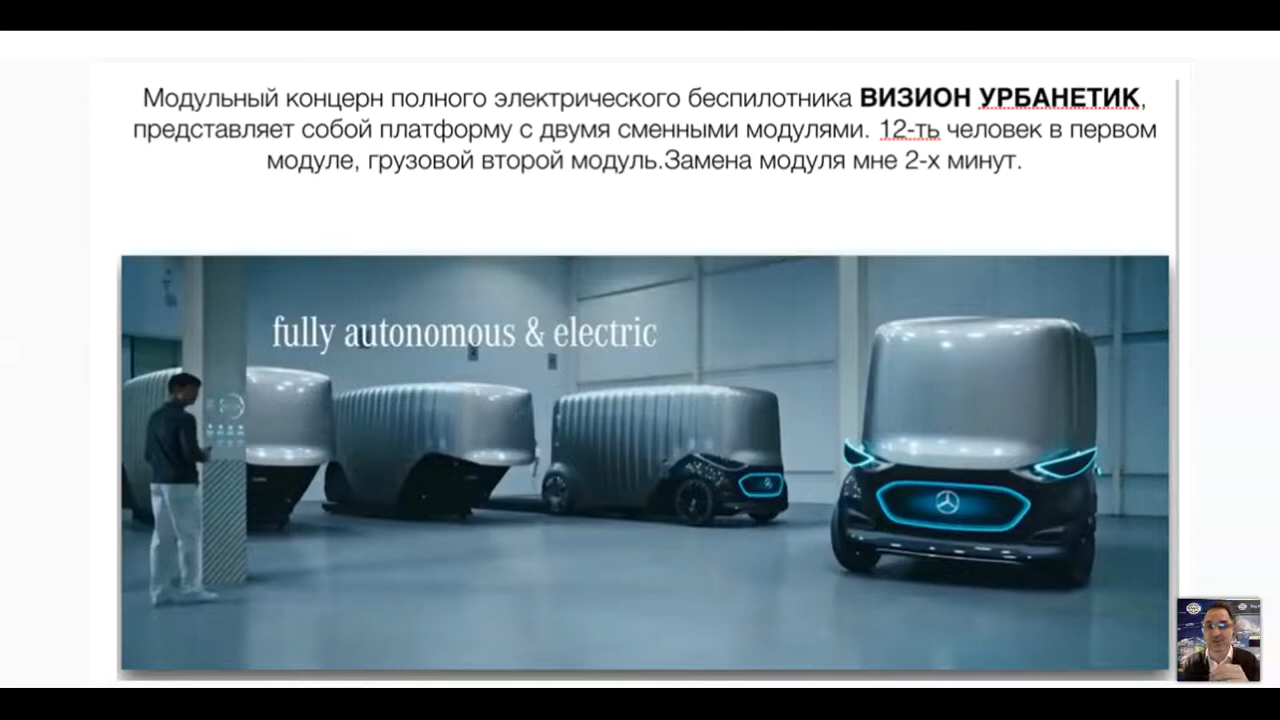 Модульный концерн полного электрического беспилотника ВИЗИОН УРБАНЕТИК,
представляет собой платформу с двумя сменными модулями. 12-ть человек в первом
модуле, грузовой второй модуль.Замена модуля мне 2-х минут.
fully autonomous & electric